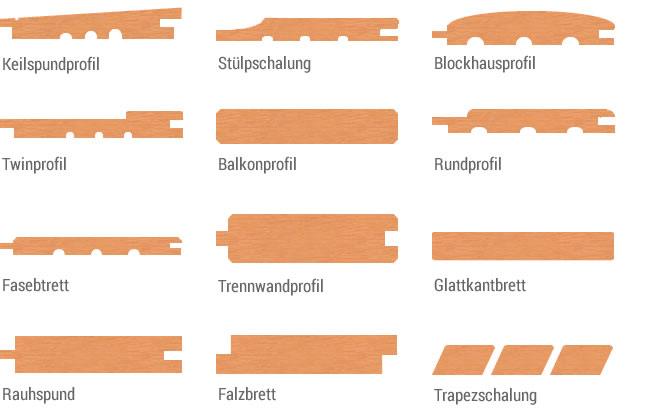 Keilspundprofil
Stülpschalung
Blockhausprofil
Twinprofil
Balkonprofil
Rundprofil
Fasebtrett
Trennwandprofil
Glattkantbrett
Rauhspund
Falzbrett
Trapezschalung